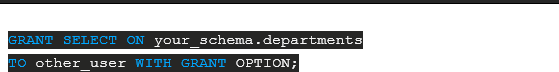 GRANT SELECT ON your_schema.departments
TO other_user WITH GRANT OPTION;